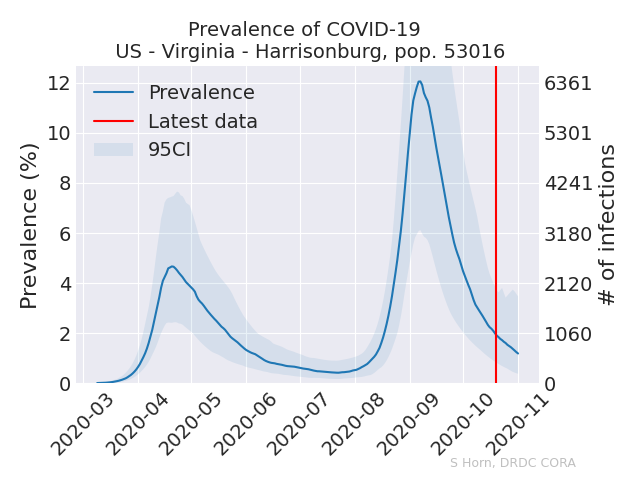 Prevalence of COVID-19
US - Virginia - Harrisonburg, pop. 53016
Prevalence
Latest data
95CI
Prevalence (%)
12
10
8
6
4
2
0
6361
5301
4241
3180
2120
1060
0
# of infections
2020-03
2020-04
2020-05
2020-06
2020-07
2020-08
2020-09
2020-10
2020-11
S Horn, DRDC CORA